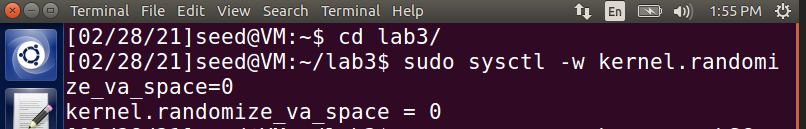 Terminal File Edit View Search Terminal Help En 1:55 PM
[02/28/21]seed@VM:~$ cd lab3/
[02/28/21]seed@VM:~/lab3$ sudo sysctl -w kernel.randomi
ze_va_space=0
kernel.randomize_va_space = 0